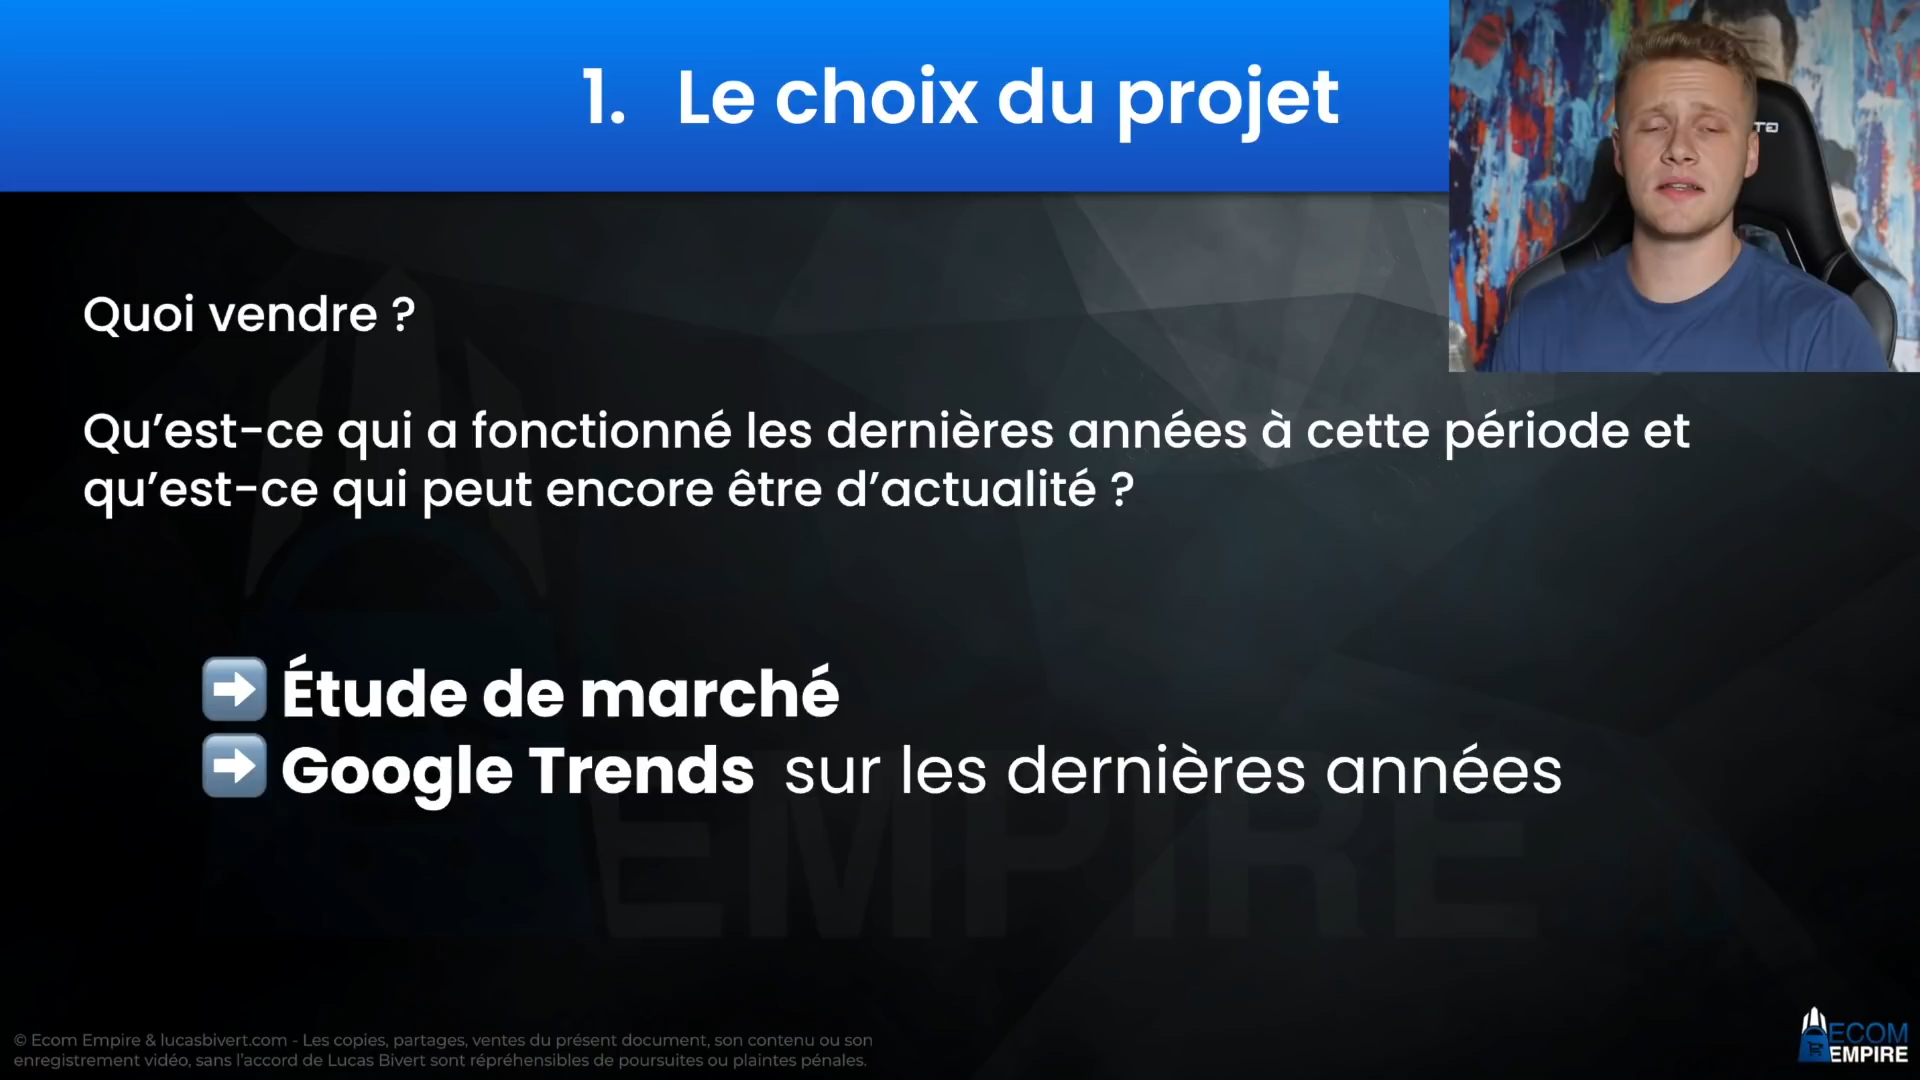 1. Le choix du projet
Quoi vendre ?
Qu’est-ce qui a fonctionné les dernières années à cette période et
qu’est-ce qui peut encore être d’actualité ?
➡ Étude de marché
➡ Google Trends sur les dernières années
EMPIRE
© Ecom Empire & lucasbivert.com - Les copies, partages, ventes du présent document, son contenu ou son
enregistrement vidéo, sans l’accord de Lucas Bivert sont répréhensibles de poursuites ou plaintes pénales.
ECOM
EMPIRE